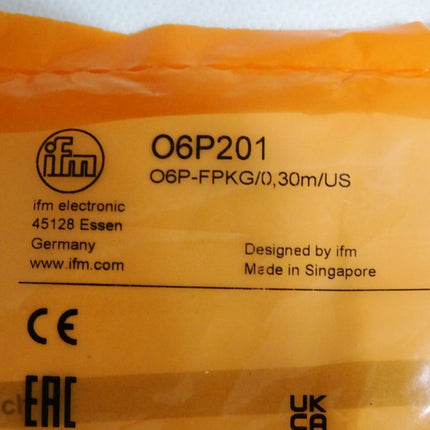 ifm
O6P201
O6P-FPKG/0,30m/US
ifm electronic
45128 Essen
Germany
www.ifm.com
Designed by ifm
Made in Singapore
CE
EAC
UK
CA